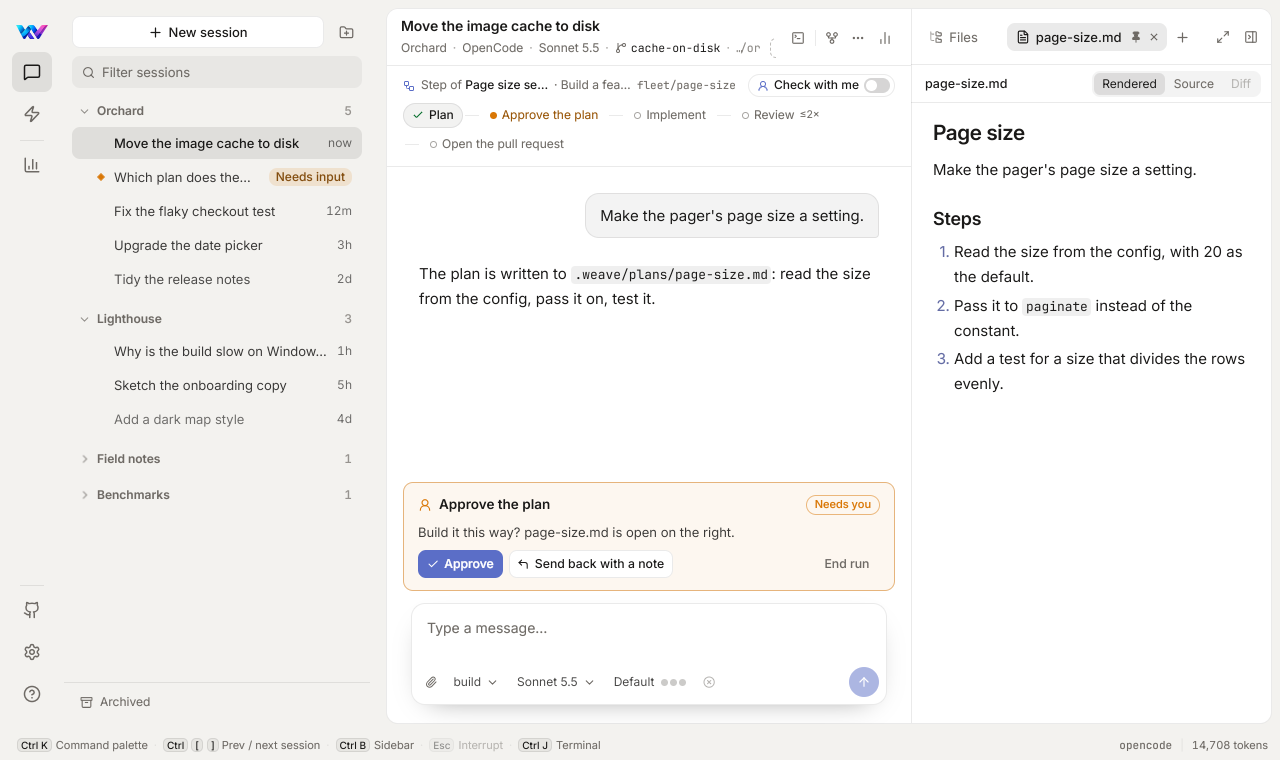 New session
Filter sessions
Orchard 5
Move the image cache to disk now
Which plan does the... Needs input
Fix the flaky checkout test 12m
Upgrade the date picker 3h
Tidy the release notes 2d
Lighthouse 3
Why is the build slow on Window... 1h
Sketch the onboarding copy 5h
Add a dark map style 4d
Field notes 1
Benchmarks 1
Archived
Move the image cache to disk
Orchard · OpenCode · Sonnet 5.5 · cache-on-disk · …/or
Step of Page size se... · Build a fea... fleet/page-size Check with me
Plan Approve the plan Implement Review ≤2×
Open the pull request
Make the pager's page size a setting.
The plan is written to .weave/plans/page-size.md: read the size
from the config, pass it on, test it.
Approve the plan Needs you
Build it this way? page-size.md is open on the right.
Approve Send back with a note End run
Type a message...
build Sonnet 5.5 Default
Files page-size.md
page-size.md Rendered Source Diff
Page size
Make the pager's page size a setting.
Steps
1. Read the size from the config, with 20 as
the default.
2. Pass it to paginate instead of the
constant.
3. Add a test for a size that divides the rows
evenly.
Ctrl K Command palette · Ctrl [ ] Prev / next session · Ctrl B Sidebar · Esc Interrupt · Ctrl J Terminal opencode 14,708 tokens